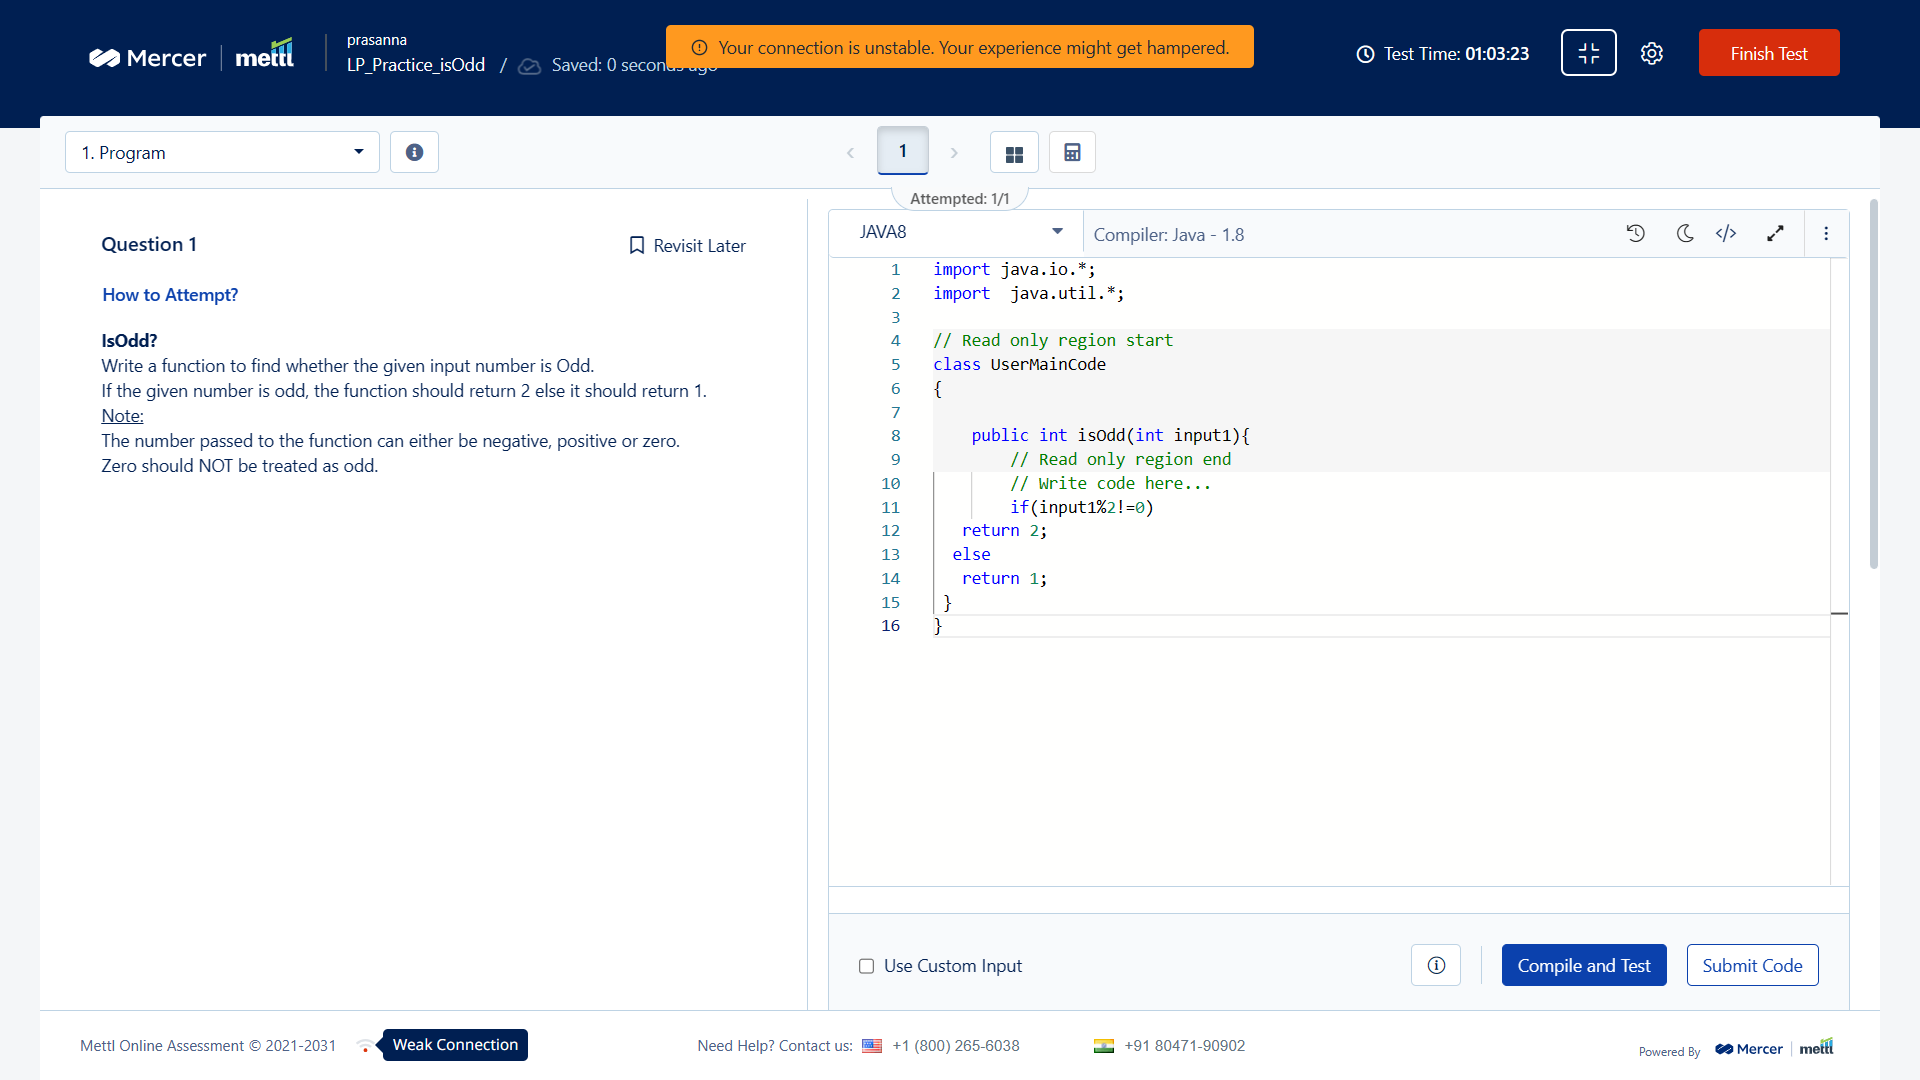 Mercer | mettl
prasanna
LP_Practice_isOdd / Saved: 0 seconds ago
Your connection is unstable. Your experience might get hampered.
Test Time: 01:03:23
Finish Test
1. Program
1
Attempted: 1/1
Question 1
Revisit Later
How to Attempt?
IsOdd?
Write a function to find whether the given input number is Odd.
If the given number is odd, the function should return 2 else it should return 1.
Note:
The number passed to the function can either be negative, positive or zero.
Zero should NOT be treated as odd.
JAVA8
Compiler: Java - 1.8
1 import java.io.*;
2 import  java.util.*;
3
4 // Read only region start
5 class UserMainCode
6 {
7
8     public int isOdd(int input1){
9         // Read only region end
10         // Write code here...
11         if(input1%2!=0)
12    return 2;
13   else
14    return 1;
15  }
16 }
Use Custom Input
Compile and Test
Submit Code
Mettl Online Assessment © 2021-2031
Weak Connection
Need Help? Contact us:
+1 (800) 265-6038
+91 80471-90902
Powered By
Mercer | mettl